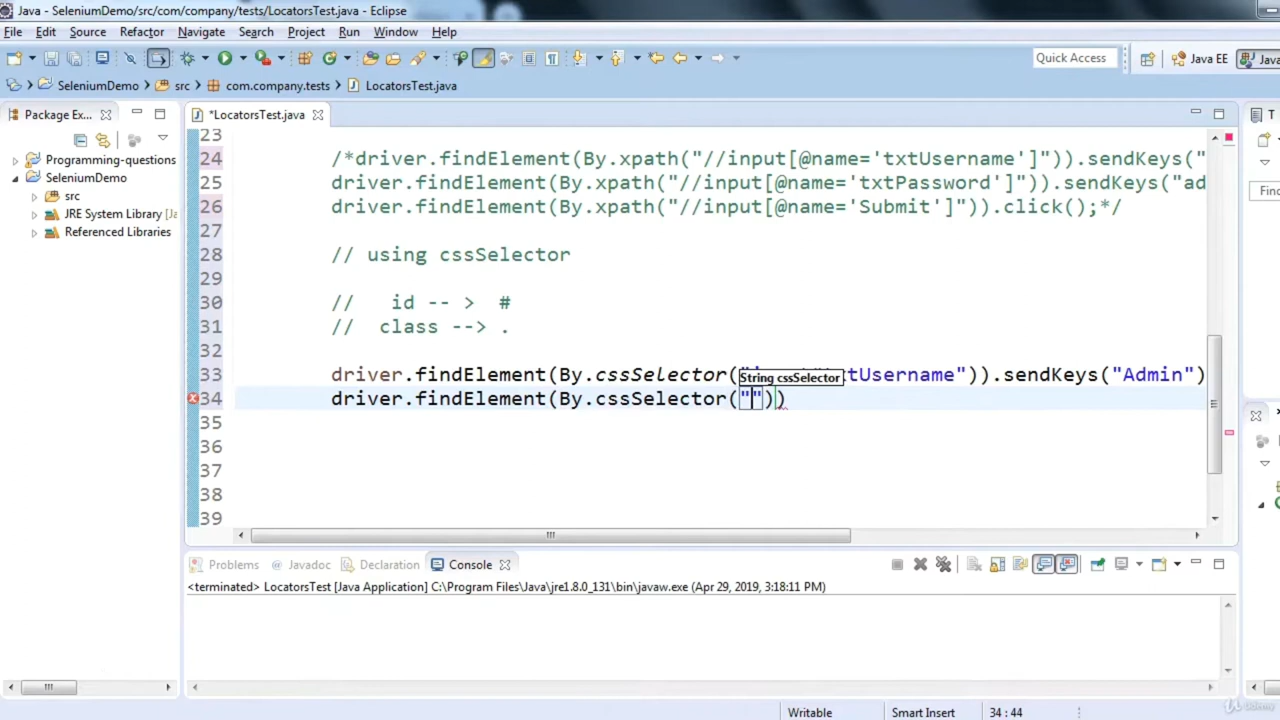 Java - SeleniumDemo/src/com/company/tests/LocatorsTest.java - Eclipse
File Edit Source Refactor Navigate Search Project Run Window Help
Quick Access Java EE Java
SeleniumDemo src com.company.tests LocatorsTest.java
Package Ex... *LocatorsTest.java T
Programming-questions
SeleniumDemo
src
JRE System Library [Ja
Referenced Libraries
Find
23
24 /*driver.findElement(By.xpath("//input[@name='txtUsername']")).sendKeys("
25 driver.findElement(By.xpath("//input[@name='txtPassword']")).sendKeys("ad
26 driver.findElement(By.xpath("//input[@name='Submit']")).click();*/
27
28 // using cssSelector
29
30 // id -- > #
31 // class --> .
32
33 driver.findElement(By.cssSelector( txtUsername")).sendKeys("Admin")
String cssSelector
34 driver.findElement(By.cssSelector(""))
35
36
37
38
39
Problems @ Javadoc Declaration Console
<terminated> LocatorsTest [Java Application] C:\Program Files\Java\jre1.8.0_131\bin\javaw.exe (Apr 29, 2019, 3:18:11 PM)
Writable Smart Insert 34 : 44
Udemy